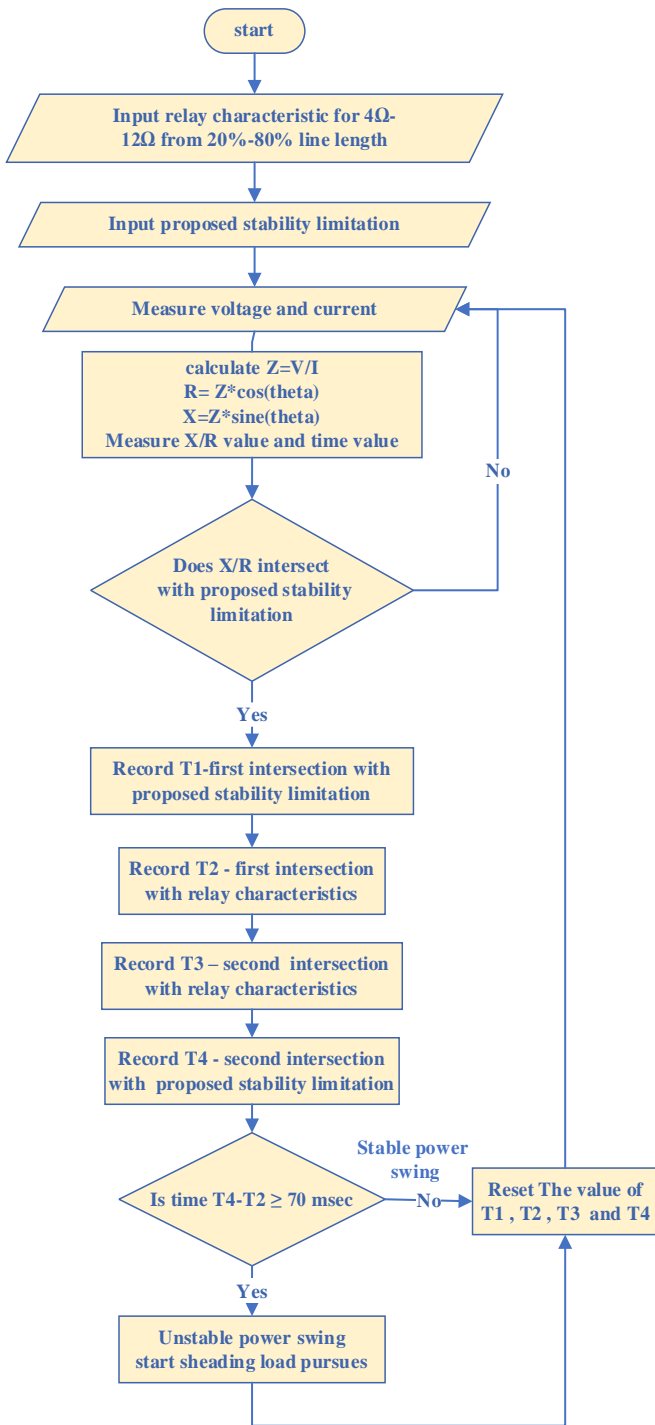 start
Input relay characteristic for 4Ω-
12Ω from 20%-80% line length
Input proposed stability limitation
Measure voltage and current
calculate Z=V/I
R= Z*cos(theta)
X=Z*sine(theta)
Measure X/R value and time value
No
Does X/R intersect
with proposed stability
limitation
Yes
Record T1-first intersection with
proposed stability limitation
Record T2 - first intersection
with relay characteristics
Record T3 – second intersection
with relay characteristics
Record T4 - second intersection
with proposed stability limitation
Stable power
swing
Is time T4-T2 ≥ 70 msec
No
Reset The value of
T1 , T2 , T3 and T4
Yes
Unstable power swing
start sheading load pursues